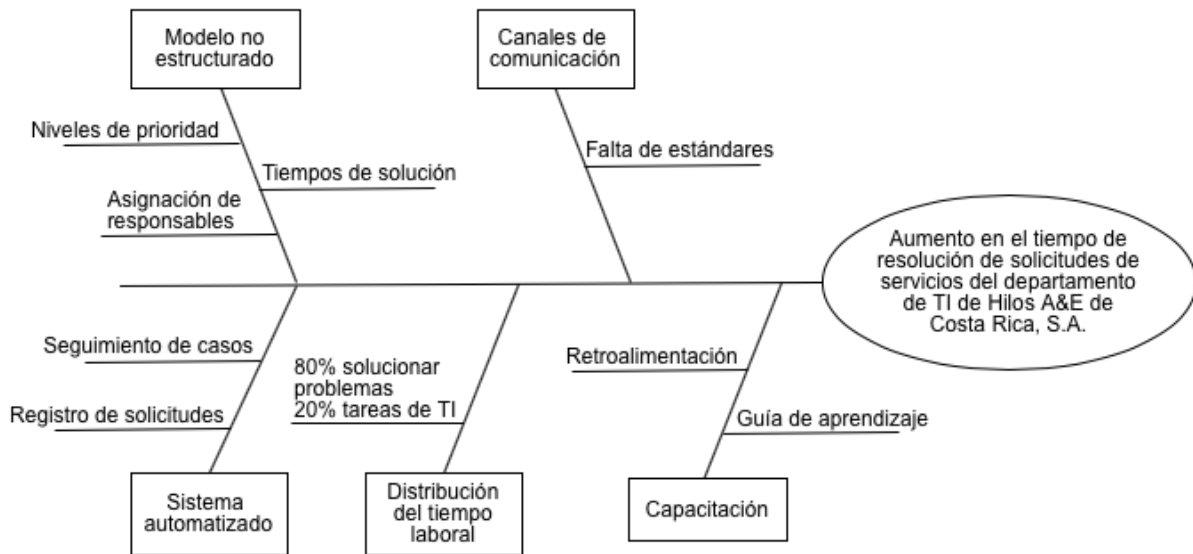 Modelo no
estructurado
Canales de
comunicación
Niveles de prioridad
Tiempos de solución
Asignación de
responsables
Falta de estándares
Aumento en el tiempo de
resolución de solicitudes de
servicios del departamento
de TI de Hilos A&E de
Costa Rica, S.A.
Seguimiento de casos
Registro de solicitudes
80% solucionar
problemas
20% tareas de TI
Retroalimentación
Guía de aprendizaje
Sistema
automatizado
Distribución
del tiempo
laboral
Capacitación